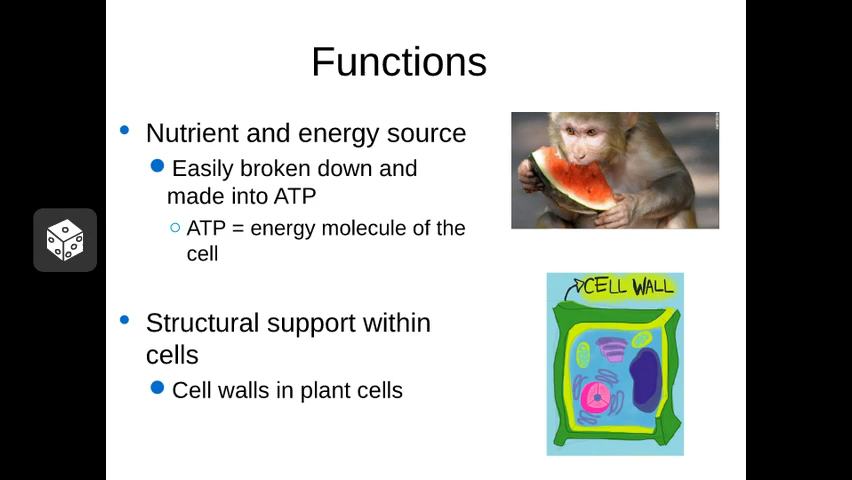 Functions
Nutrient and energy source
Easily broken down and
made into ATP
ATP = energy molecule of the
cell
Structural support within
cells
Cell walls in plant cells
CELL WALL